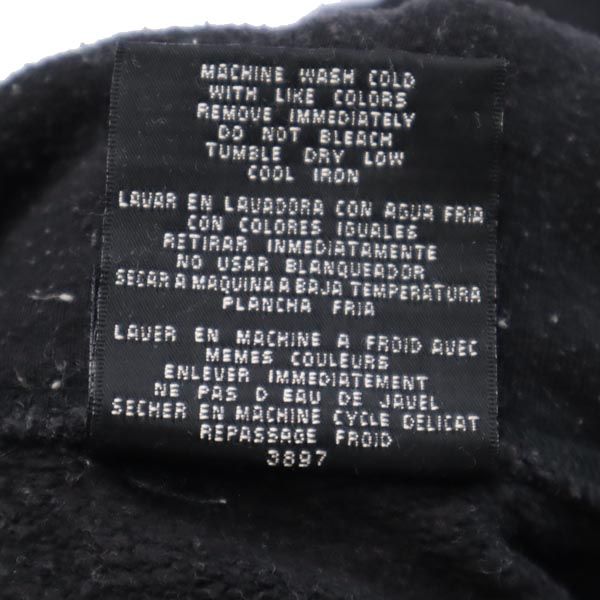 MACHINE WASH COLD
WITH LIKE COLORS
REMOVE IMMEDIATELY
DO NOT BLEACH
TUMBLE DRY LOW
COOL IRON
LAVAR EN LAVADORA CON AGUA FRIA
CON COLORES IGUALES
RETIRAR INMEDIATAMENTE
NO USAR BLANQUEADOR
SECAR A MAQUINA A BAJA TEMPERATURA
PLANCHA FRIA
LAVER EN MACHINE A FROID AVEC
MEMES COULEURS
ENLEVER IMMEDIATEMENT
NE PAS D EAU DE JAVEL
SECHER EN MACHINE CYCLE DELICAT
REPASSAGE FROID
3897